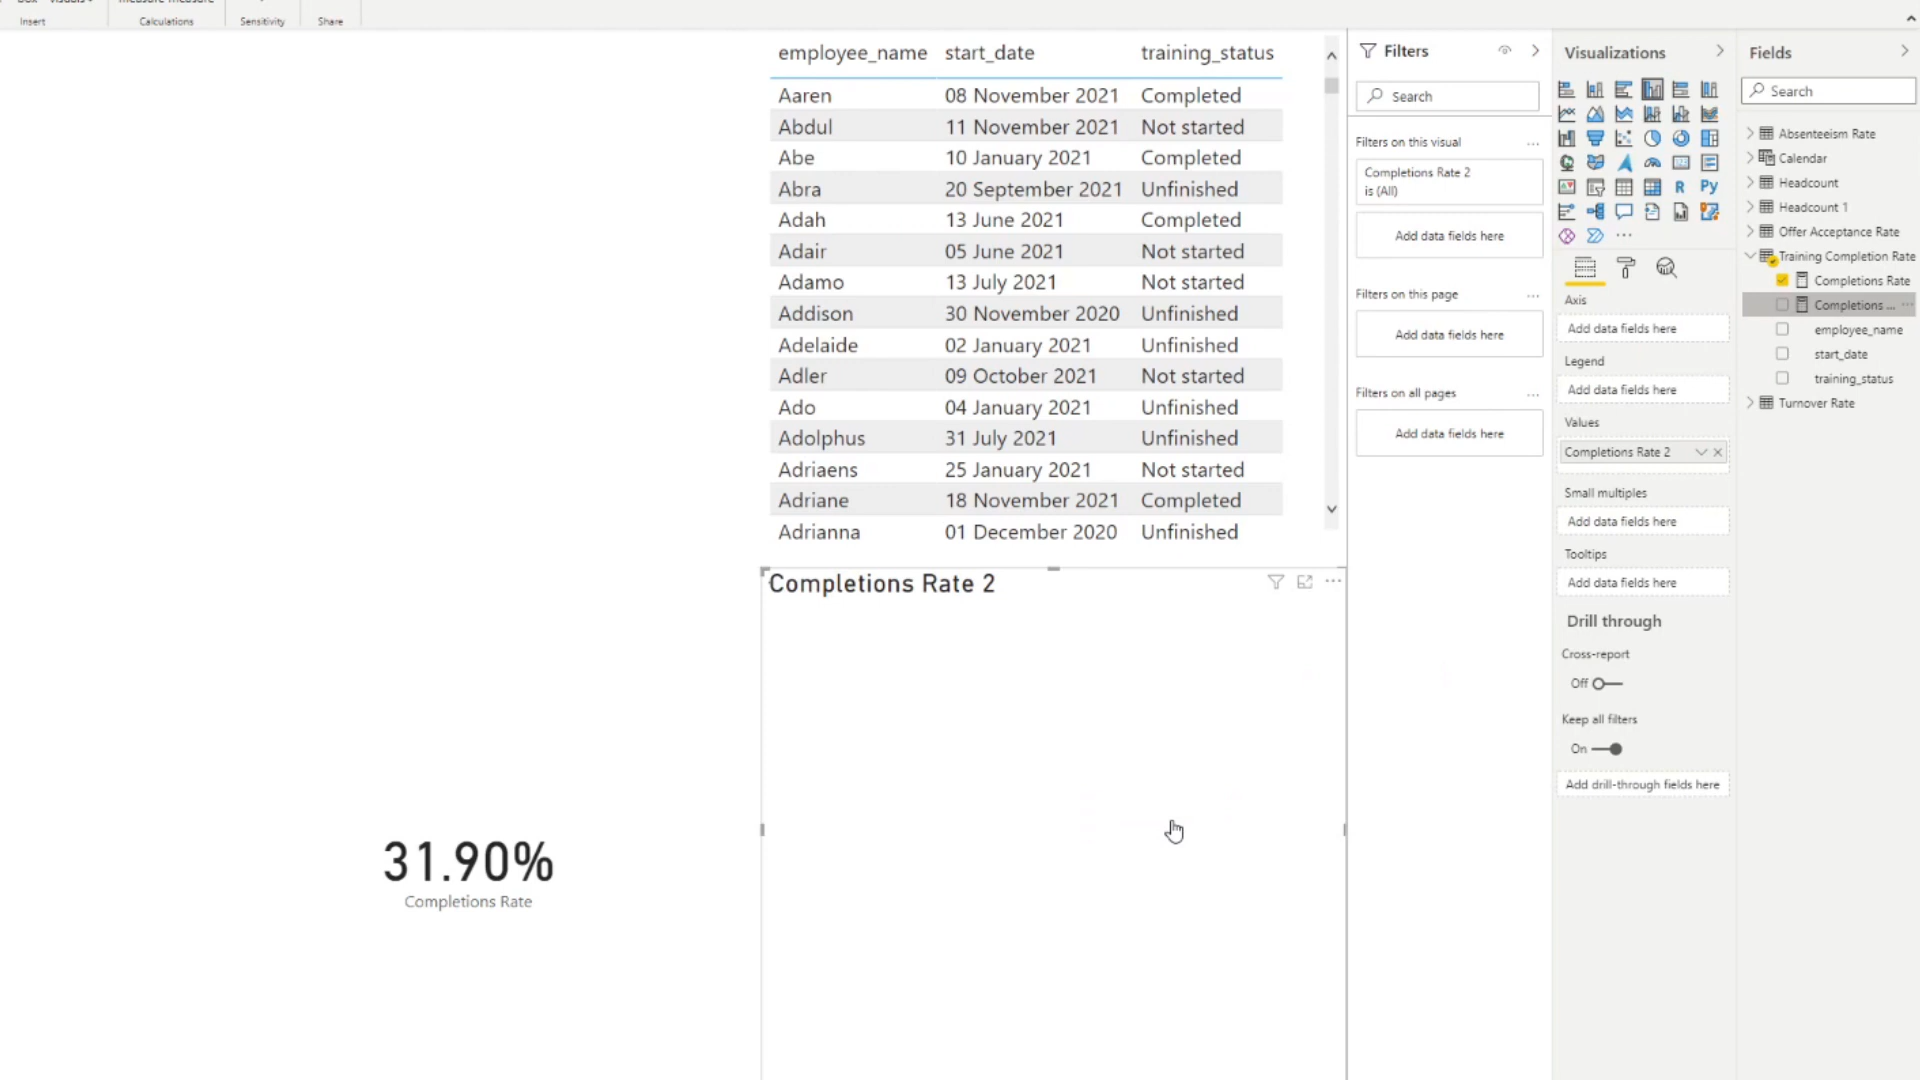 Insert
Calculations
Sensitivity
Share
employee_name start_date training_status
Aaren 08 November 2021 Completed
Abdul 11 November 2021 Not started
Abe 10 January 2021 Completed
Abra 20 September 2021 Unfinished
Adah 13 June 2021 Completed
Adair 05 June 2021 Not started
Adamo 13 July 2021 Not started
Addison 30 November 2020 Unfinished
Adelaide 02 January 2021 Unfinished
Adler 09 October 2021 Not started
Ado 04 January 2021 Unfinished
Adolphus 31 July 2021 Unfinished
Adriaens 25 January 2021 Not started
Adriane 18 November 2021 Completed
Adrianna 01 December 2020 Unfinished
Completions Rate 2
31.90%
Completions Rate
Filters
Search
Filters on this visual ...
Completions Rate 2
is (All)
Add data fields here
Filters on this page ...
Add data fields here
Filters on all pages ...
Add data fields here
Visualizations
R Py
Axis
Add data fields here
Legend
Add data fields here
Values
Completions Rate 2
Small multiples
Add data fields here
Tooltips
Add data fields here
Drill through
Cross-report
Off
Keep all filters
On
Add drill-through fields here
Fields
Search
Absenteeism Rate
Calendar
Headcount
Headcount 1
Offer Acceptance Rate
Training Completion Rate
Completions Rate
Completions ...
employee_name
start_date
training_status
Turnover Rate